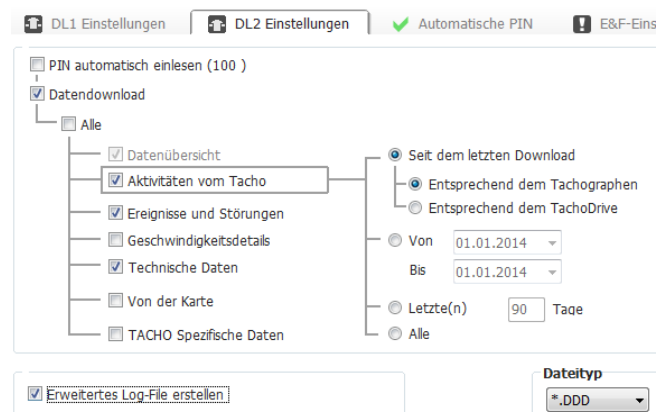 DL1 Einstellungen
DL2 Einstellungen
Automatische PIN
E&F-Eins
PIN automatisch einlesen (100 )
Datendownload
Alle
Datenübersicht
Aktivitäten vom Tacho
Ereignisse und Störungen
Geschwindigkeitsdetails
Technische Daten
Von der Karte
TACHO Spezifische Daten
Seit dem letzten Download
Entsprechend dem Tachographen
Entsprechend dem TachoDrive
Von 01.01.2014
Bis 01.01.2014
Letzte(n) 90 Tage
Alle
Erweitertes Log-File erstellen
Dateityp
*.DDD